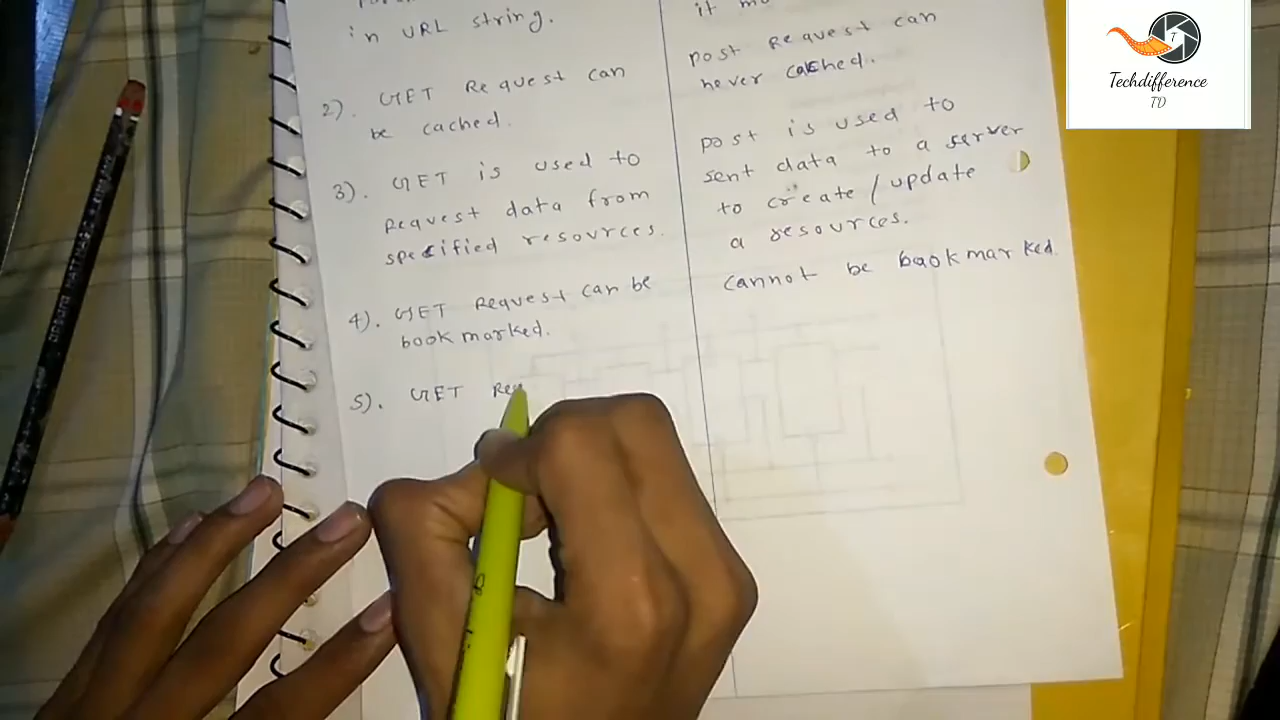 in URL string.
2). GET Request can
be cached.
3). GET is used to
request data from
specified resources.
4). GET Request can be
bookmarked.
5). GET Req
it
post Request can
never cached.
post is used to
sent data to a server
to create / update
a resources.
cannot be bookmarked.
Techdifference
TD